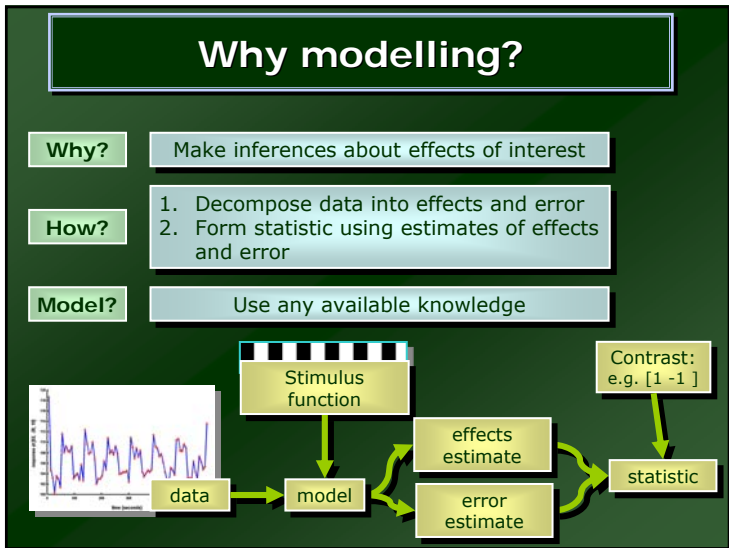 Why modelling?
Why?
Make inferences about effects of interest
How?
1. Decompose data into effects and error
2. Form statistic using estimates of effects
and error
Model?
Use any available knowledge
Stimulus
function
Contrast:
e.g. [1 -1 ]
effects
estimate
data
model
statistic
error
estimate
time (seconds)